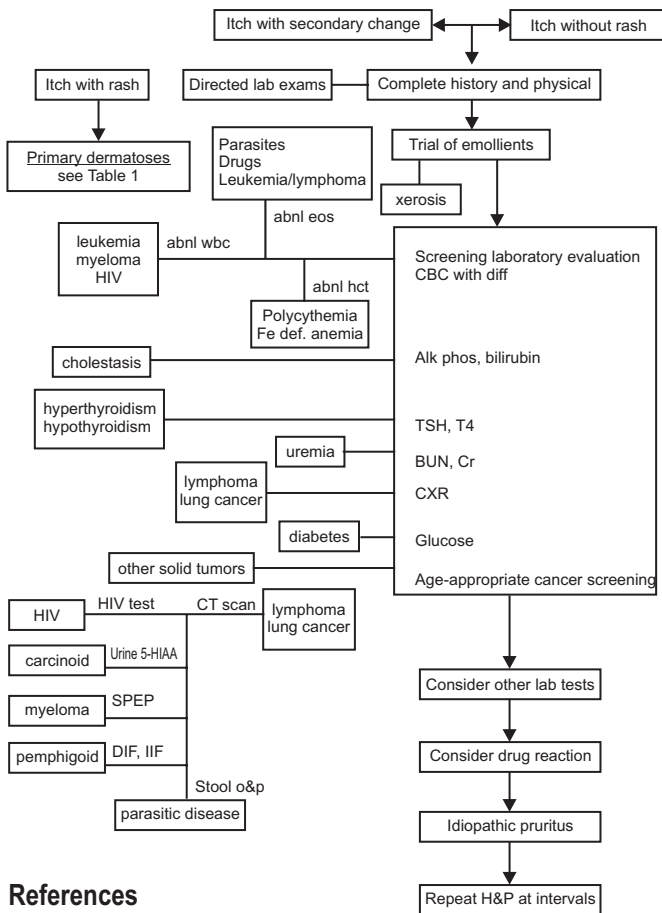 Itch with secondary change
Itch without rash
Itch with rash
Directed lab exams
Complete history and physical
Primary dermatoses
see Table 1
Parasites
Drugs
Leukemia/lymphoma
Trial of emollients
xerosis
abnl eos
leukemia
myeloma
HIV
abnl wbc
Screening laboratory evaluation
CBC with diff
abnl hct
Polycythemia
Fe def. anemia
cholestasis
Alk phos, bilirubin
hyperthyroidism
hypothyroidism
TSH, T4
uremia
BUN, Cr
lymphoma
lung cancer
CXR
diabetes
Glucose
other solid tumors
Age-appropriate cancer screening
HIV
HIV test
CT scan
lymphoma
lung cancer
carcinoid
Urine 5-HIAA
Consider other lab tests
myeloma
SPEP
pemphigoid
DIF, IIF
Consider drug reaction
Stool o&p
parasitic disease
Idiopathic pruritus
References
Repeat H&P at intervals